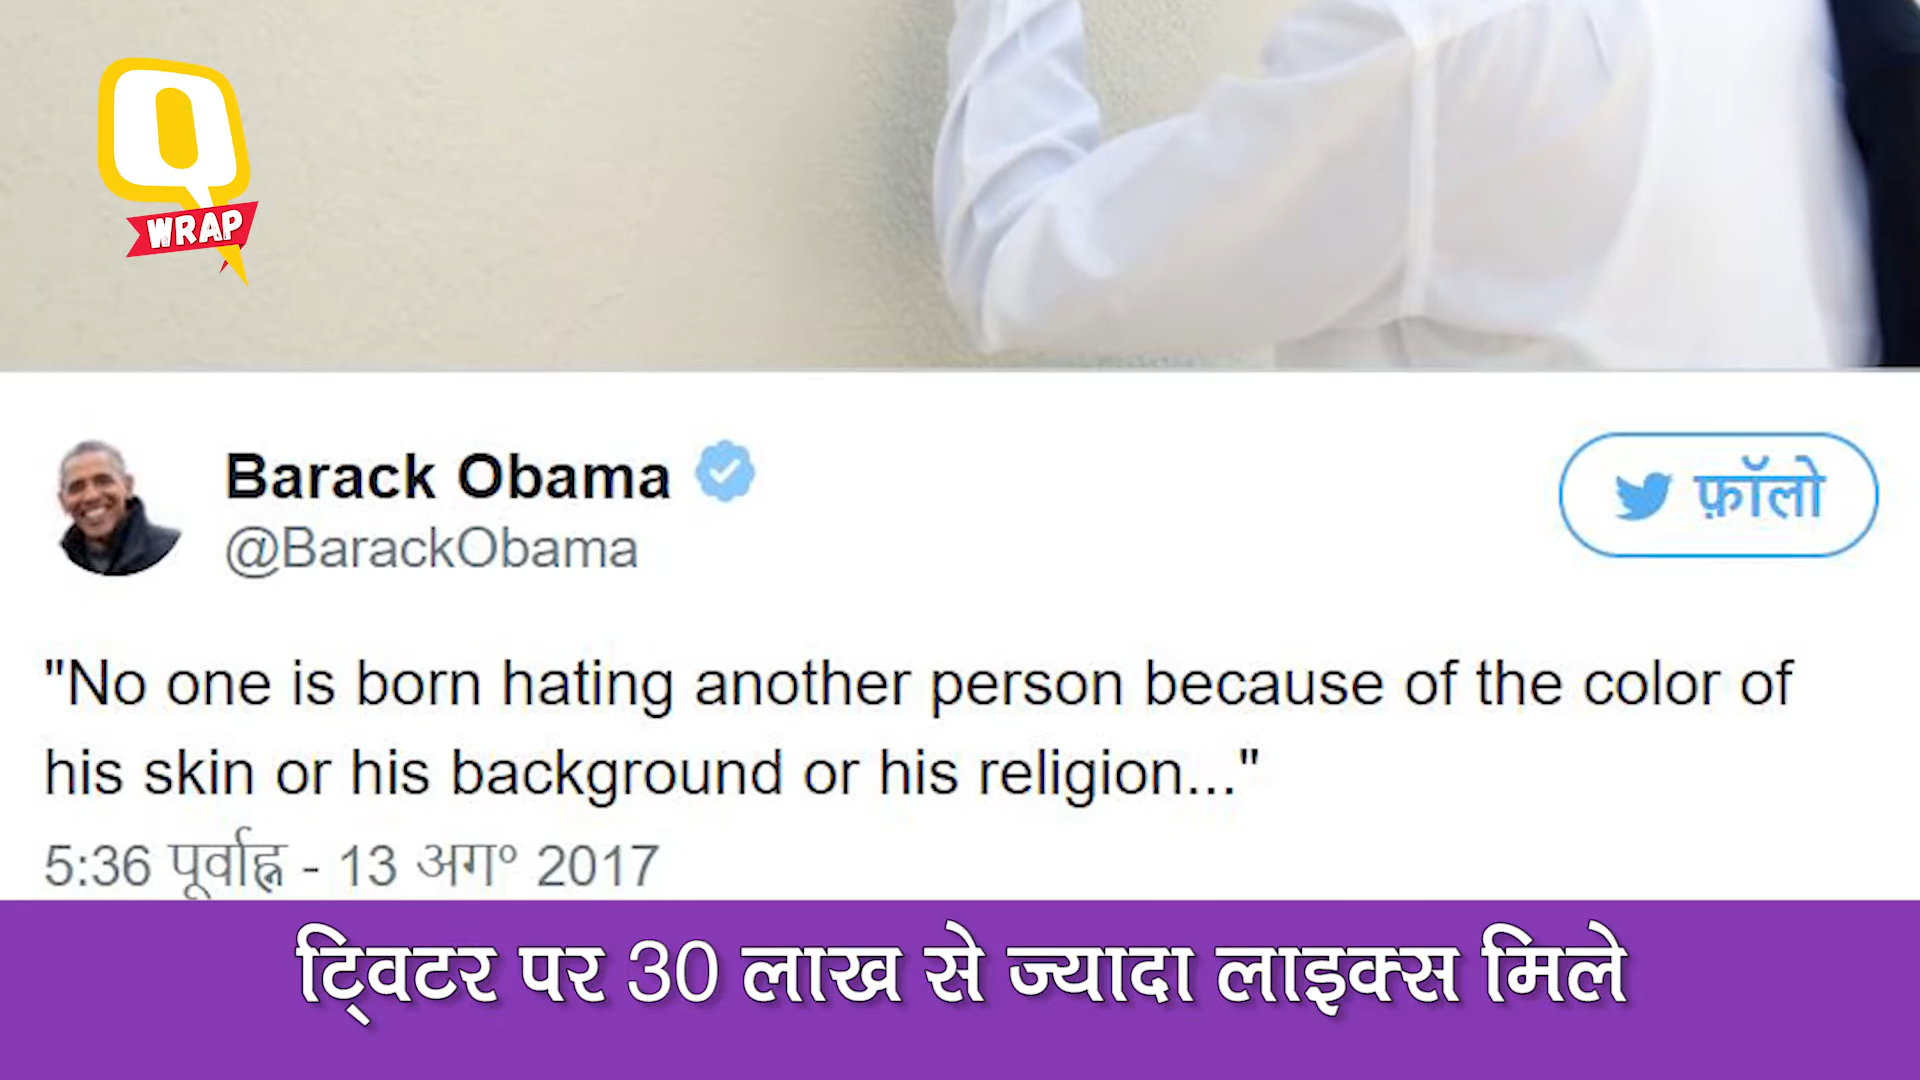 Q
WRAP
Barack Obama
@BarackObama
फ़ॉलो
"No one is born hating another person because of the color of
his skin or his background or his religion..."
5:36 पूर्वाह्न - 13 अग॰ 2017
ट्विटर पर 30 लाख से ज्यादा लाइक्स मिले